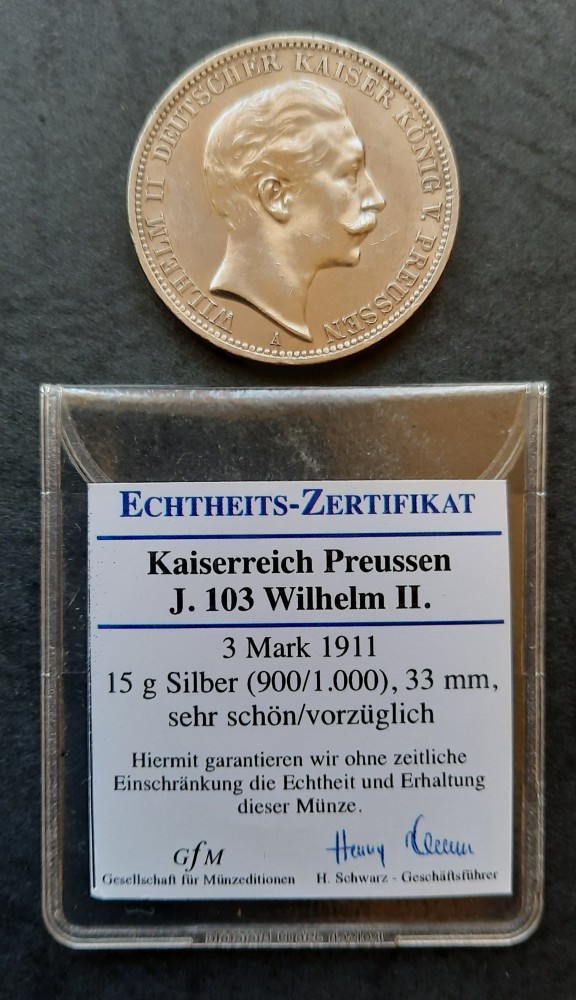 WILHELM II DEUTSCHER KAISER KÖNIG V. PREUSSEN
A
ECHTHEITS-ZERTIFIKAT
Kaiserreich Preussen
J. 103 Wilhelm II.
3 Mark 1911
15 g Silber (900/1.000), 33 mm,
sehr schön/vorzüglich
Hiermit garantieren wir ohne zeitliche
Einschränkung die Echtheit und Erhaltung
dieser Münze.
GfM
Gesellschaft für Münzeditionen
H. Schwarz - Geschäftsführer